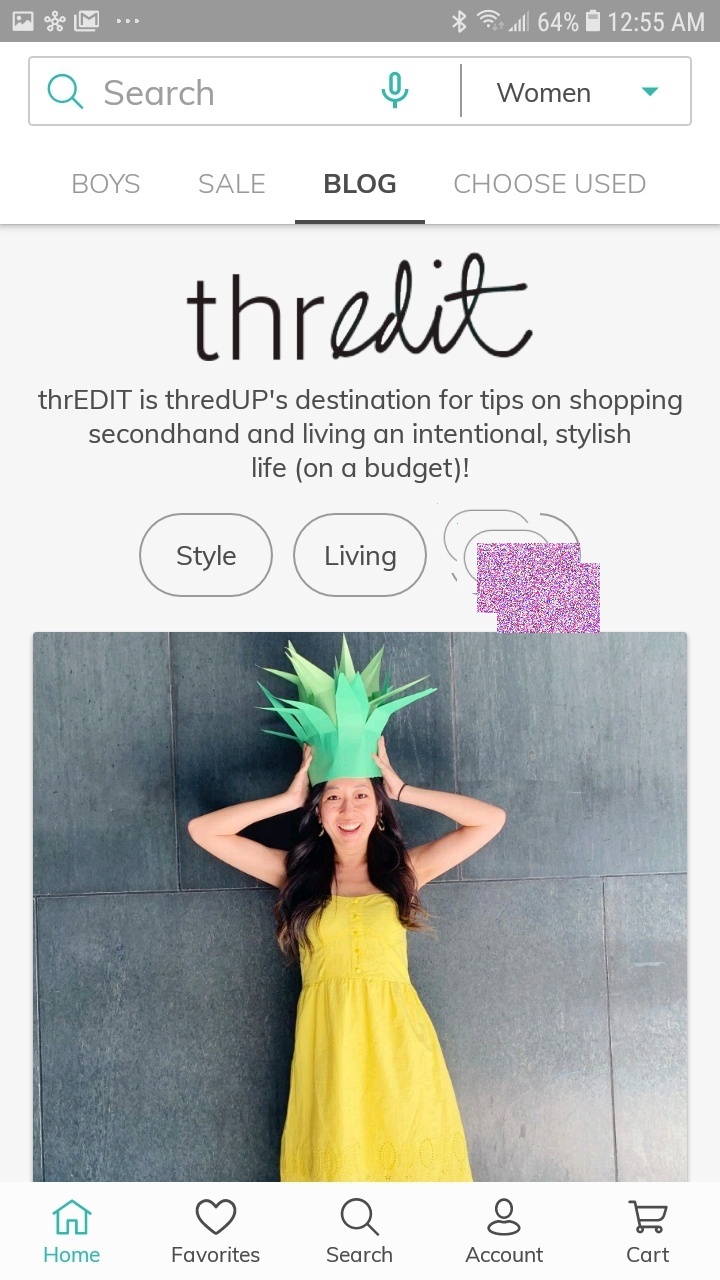 64% 12:55 AM
Search Women
BOYS SALE BLOG CHOOSE USED
thredit
thrEDIT is thredUP's destination for tips on shopping
secondhand and living an intentional, stylish
life (on a budget)!
Style Living
Home Favorites Search Account Cart